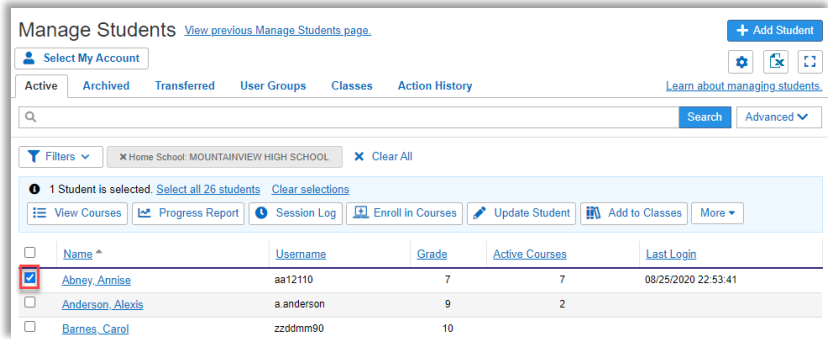 Manage Students View previous Manage Students page. + Add Student
Select My Account
Active Archived Transferred User Groups Classes Action History Learn about managing students.
Search Advanced
Filters × Home School: MOUNTAINVIEW HIGH SCHOOL × Clear All
1 Student is selected. Select all 26 students Clear selections
View Courses Progress Report Session Log Enroll in Courses Update Student Add to Classes More
Name Username Grade Active Courses Last Login
Abney, Annise aa12110 7 7 08/25/2020 22:53:41
Anderson, Alexis a.anderson 9 2
Barnes, Carol zzddmm90 10